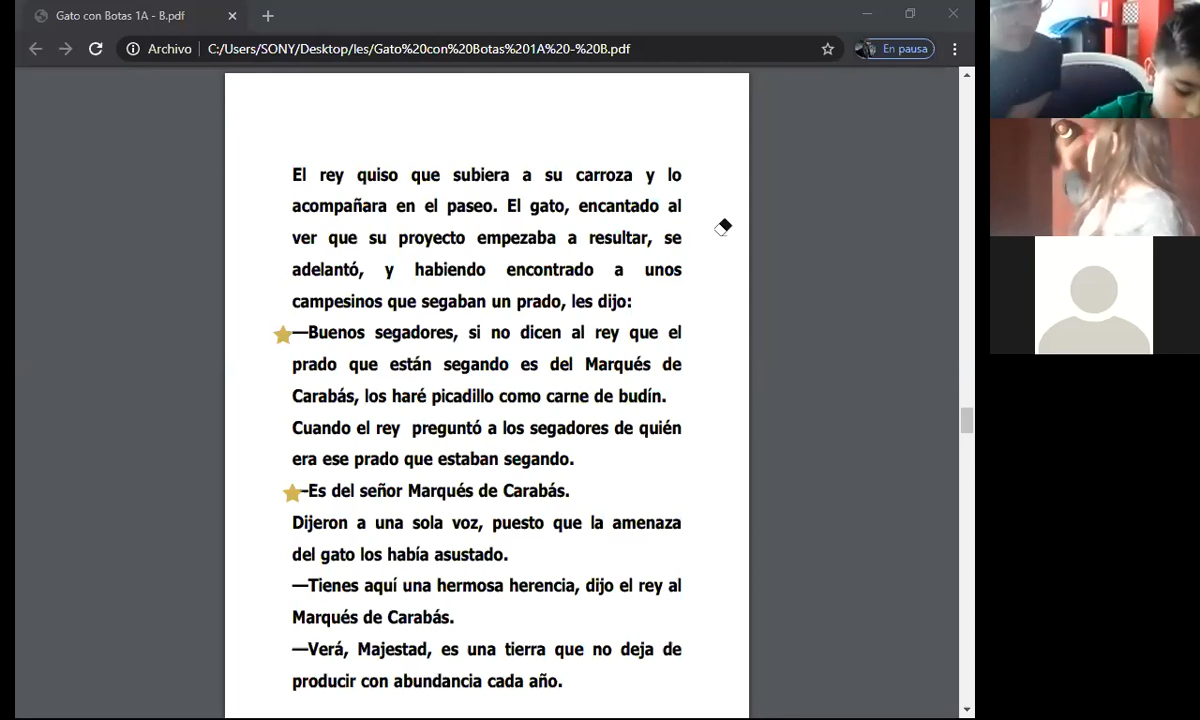 Gato con Botas 1A - B.pdf
Archivo
C:/Users/SONY/Desktop/les/Gato%20con%20Botas%201A%20-%20B.pdf
En pausa
El rey quiso que subiera a su carroza y lo
acompañara en el paseo. El gato, encantado al
ver que su proyecto empezaba a resultar, se
adelantó, y habiendo encontrado a unos
campesinos que segaban un prado, les dijo:
—Buenos segadores, si no dicen al rey que el
prado que están segando es del Marqués de
Carabás, los haré picadillo como carne de budín.
Cuando el rey preguntó a los segadores de quién
era ese prado que estaban segando.
—Es del señor Marqués de Carabás.
Dijeron a una sola voz, puesto que la amenaza
del gato los había asustado.
—Tienes aquí una hermosa herencia, dijo el rey al
Marqués de Carabás.
—Verá, Majestad, es una tierra que no deja de
producir con abundancia cada año.